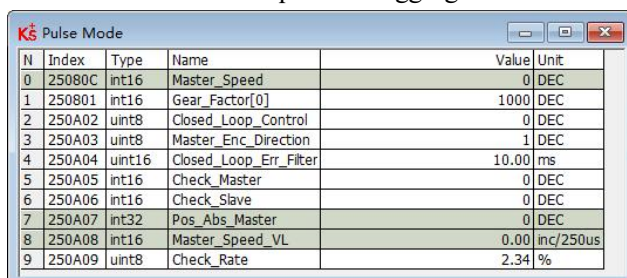 Kṡ Pulse Mode
N Index Type Name Value Unit
0 25080C int16 Master_Speed 0 DEC
1 250801 int16 Gear_Factor[0] 1000 DEC
2 250A02 uint8 Closed_Loop_Control 0 DEC
3 250A03 uint8 Master_Enc_Direction 1 DEC
4 250A04 uint16 Closed_Loop_Err_Filter 10.00 ms
5 250A05 int16 Check_Master 0 DEC
6 250A06 int16 Check_Slave 0 DEC
7 250A07 int32 Pos_Abs_Master 0 DEC
8 250A08 int16 Master_Speed_VL 0.00 inc/250us
9 250A09 uint8 Check_Rate 2.34 %